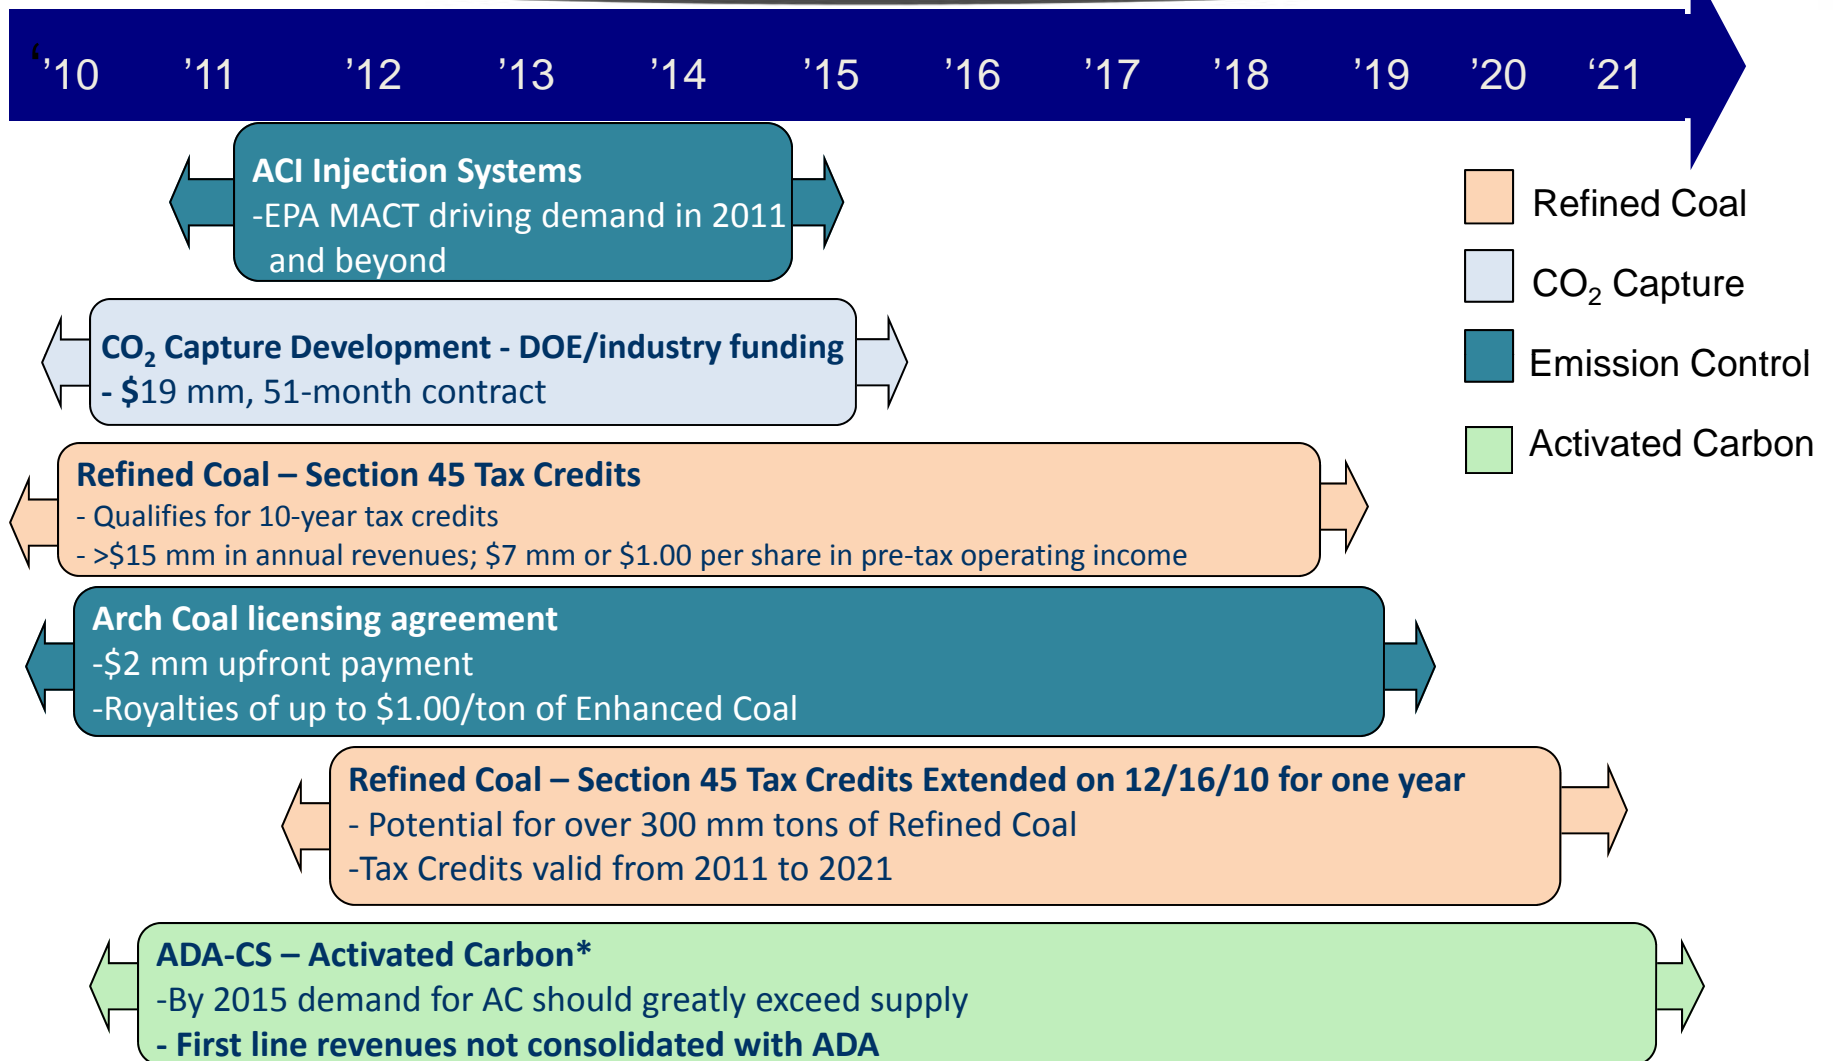 ‘’10 ’11 ’12 ’13 ’14 ’15 ’16 ’17 ’18 ’19 ’20 ‘21
ACI Injection Systems
-EPA MACT driving demand in 2011
and beyond
CO₂ Capture Development - DOE/industry funding
- $19 mm, 51-month contract
Refined Coal – Section 45 Tax Credits
- Qualifies for 10-year tax credits
- >$15 mm in annual revenues; $7 mm or $1.00 per share in pre-tax operating income
Arch Coal licensing agreement
-$2 mm upfront payment
-Royalties of up to $1.00/ton of Enhanced Coal
Refined Coal – Section 45 Tax Credits Extended on 12/16/10 for one year
- Potential for over 300 mm tons of Refined Coal
-Tax Credits valid from 2011 to 2021
ADA-CS – Activated Carbon*
-By 2015 demand for AC should greatly exceed supply
- First line revenues not consolidated with ADA
Refined Coal
CO₂ Capture
Emission Control
Activated Carbon